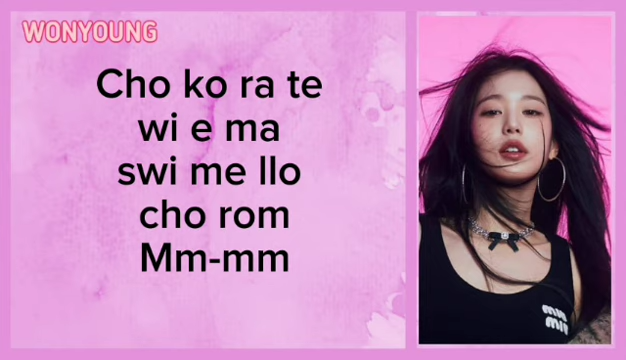 WONYOUNG
Cho ko ra te
wi e ma
swi me llo
cho rom
Mm-mm